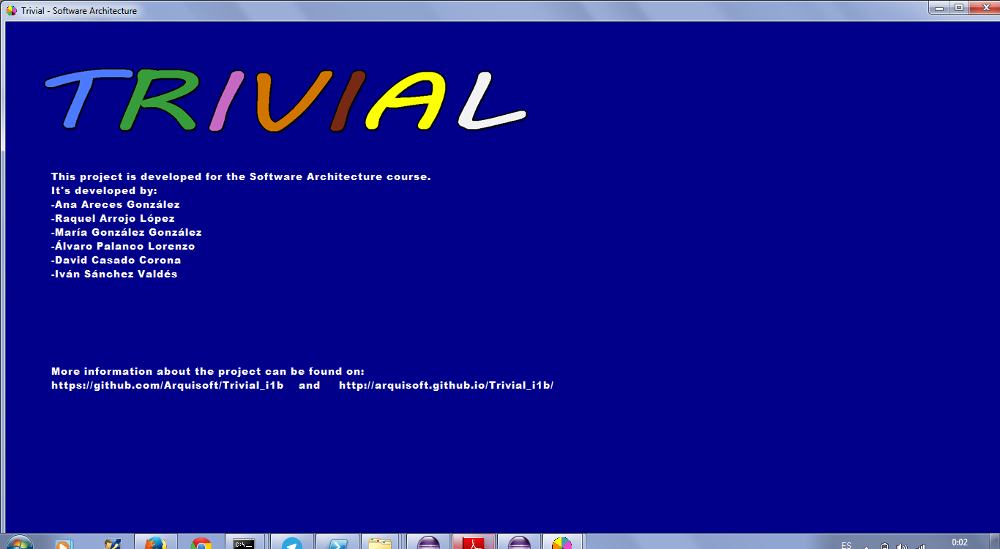 Trivial - Software Architecture
TRIVIAL
This project is developed for the Software Architecture course.
It's developed by:
-Ana Areces González
-Raquel Arrojo López
-María González González
-Álvaro Palanco Lorenzo
-David Casado Corona
-Iván Sánchez Valdés
More information about the project can be found on:
https://github.com/Arquisoft/Trivial_i1b and http://arquisoft.github.io/Trivial_i1b/
C:\
ES
0:02